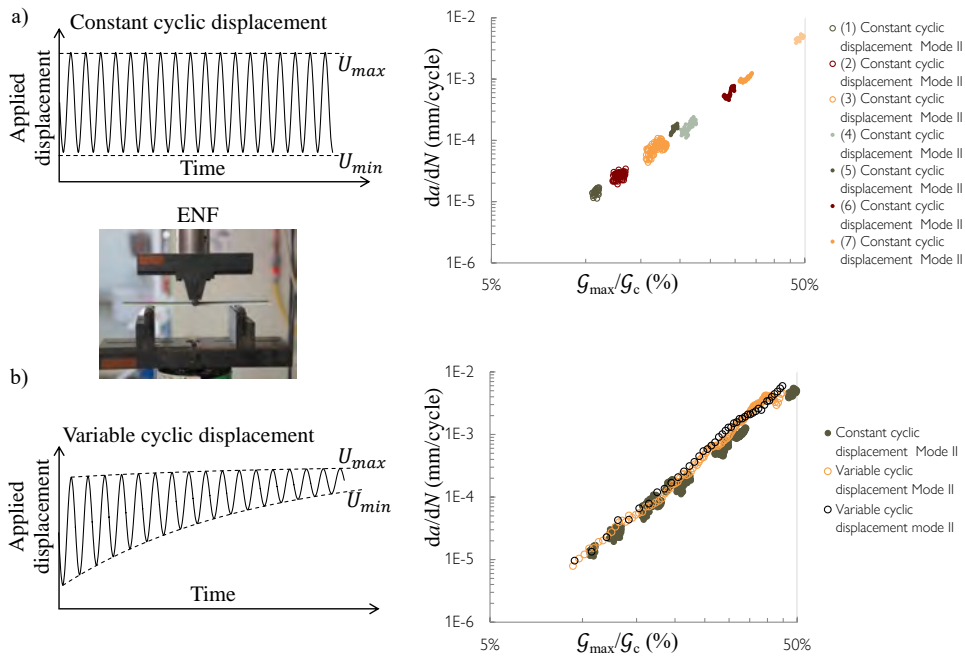 a)
Constant cyclic displacement
Applied
displacement
U_max
U_min
Time
ENF
da/dN (mm/cycle)
1E-2
1E-3
1E-4
1E-5
1E-6
5%
G_max/G_c (%)
50%
(1) Constant cyclic
displacement Mode II
(2) Constant cyclic
displacement Mode II
(3) Constant cyclic
displacement Mode II
(4) Constant cyclic
displacement Mode II
(5) Constant cyclic
displacement Mode II
(6) Constant cyclic
displacement Mode II
(7) Constant cyclic
displacement Mode II
b)
Variable cyclic displacement
Applied
displacement
U_max
U_min
Time
da/dN (mm/cycle)
1E-2
1E-3
1E-4
1E-5
1E-6
5%
G_max/G_c (%)
50%
Constant cyclic
displacement Mode II
Variable cyclic
displacement Mode II
Variable cyclic
displacement mode II